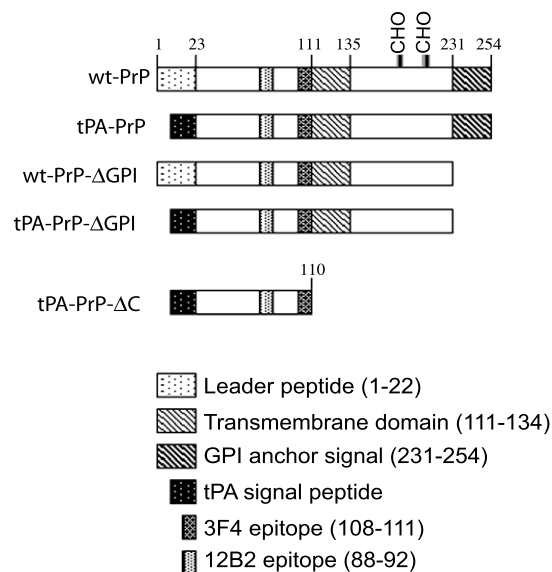 CHO CHO
1 23 111 135 231 254
wt-PrP
tPA-PrP
wt-PrP-ΔGPI
tPA-PrP-ΔGPI
110
tPA-PrP-ΔC
Leader peptide (1-22)
Transmembrane domain (111-134)
GPI anchor signal (231-254)
tPA signal peptide
3F4 epitope (108-111)
12B2 epitope (88-92)